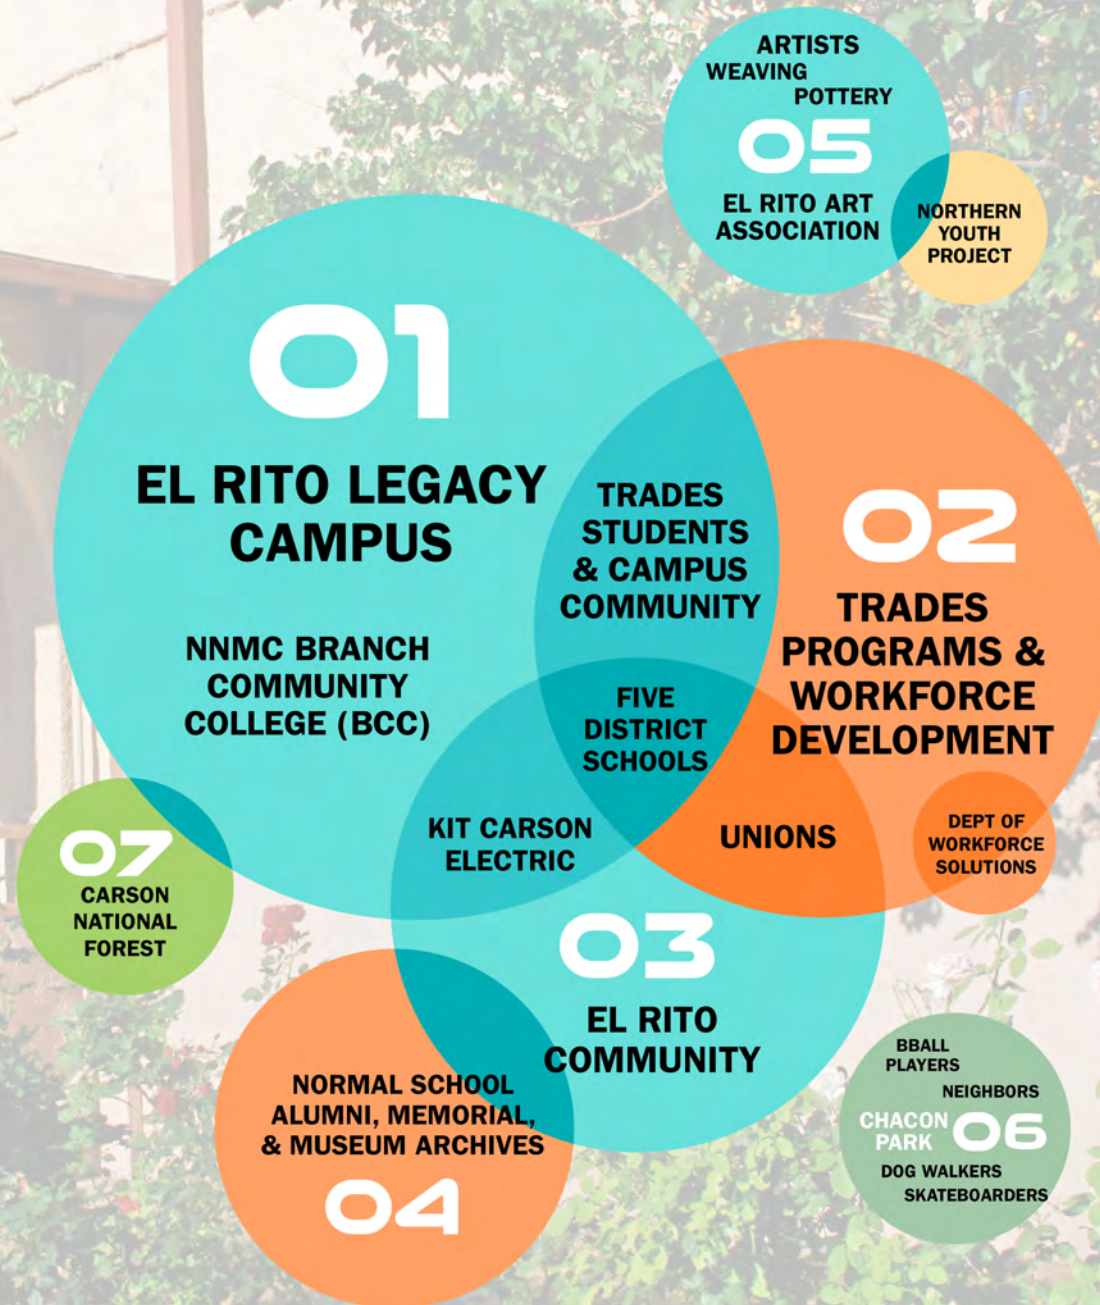 ARTISTS
WEAVING
POTTERY
05
EL RITO ART
ASSOCIATION
NORTHERN
YOUTH
PROJECT
01
EL RITO LEGACY
CAMPUS
NNMC BRANCH
COMMUNITY
COLLEGE (BCC)
TRADES
STUDENTS
& CAMPUS
COMMUNITY
02
TRADES
PROGRAMS &
WORKFORCE
DEVELOPMENT
FIVE
DISTRICT
SCHOOLS
KIT CARSON
ELECTRIC
UNIONS
DEPT OF
WORKFORCE
SOLUTIONS
07
CARSON
NATIONAL
FOREST
03
EL RITO
COMMUNITY
NORMAL SCHOOL
ALUMNI, MEMORIAL,
& MUSEUM ARCHIVES
04
BBALL
PLAYERS
NEIGHBORS
CHACON
PARK
06
DOG WALKERS
SKATEBOARDERS